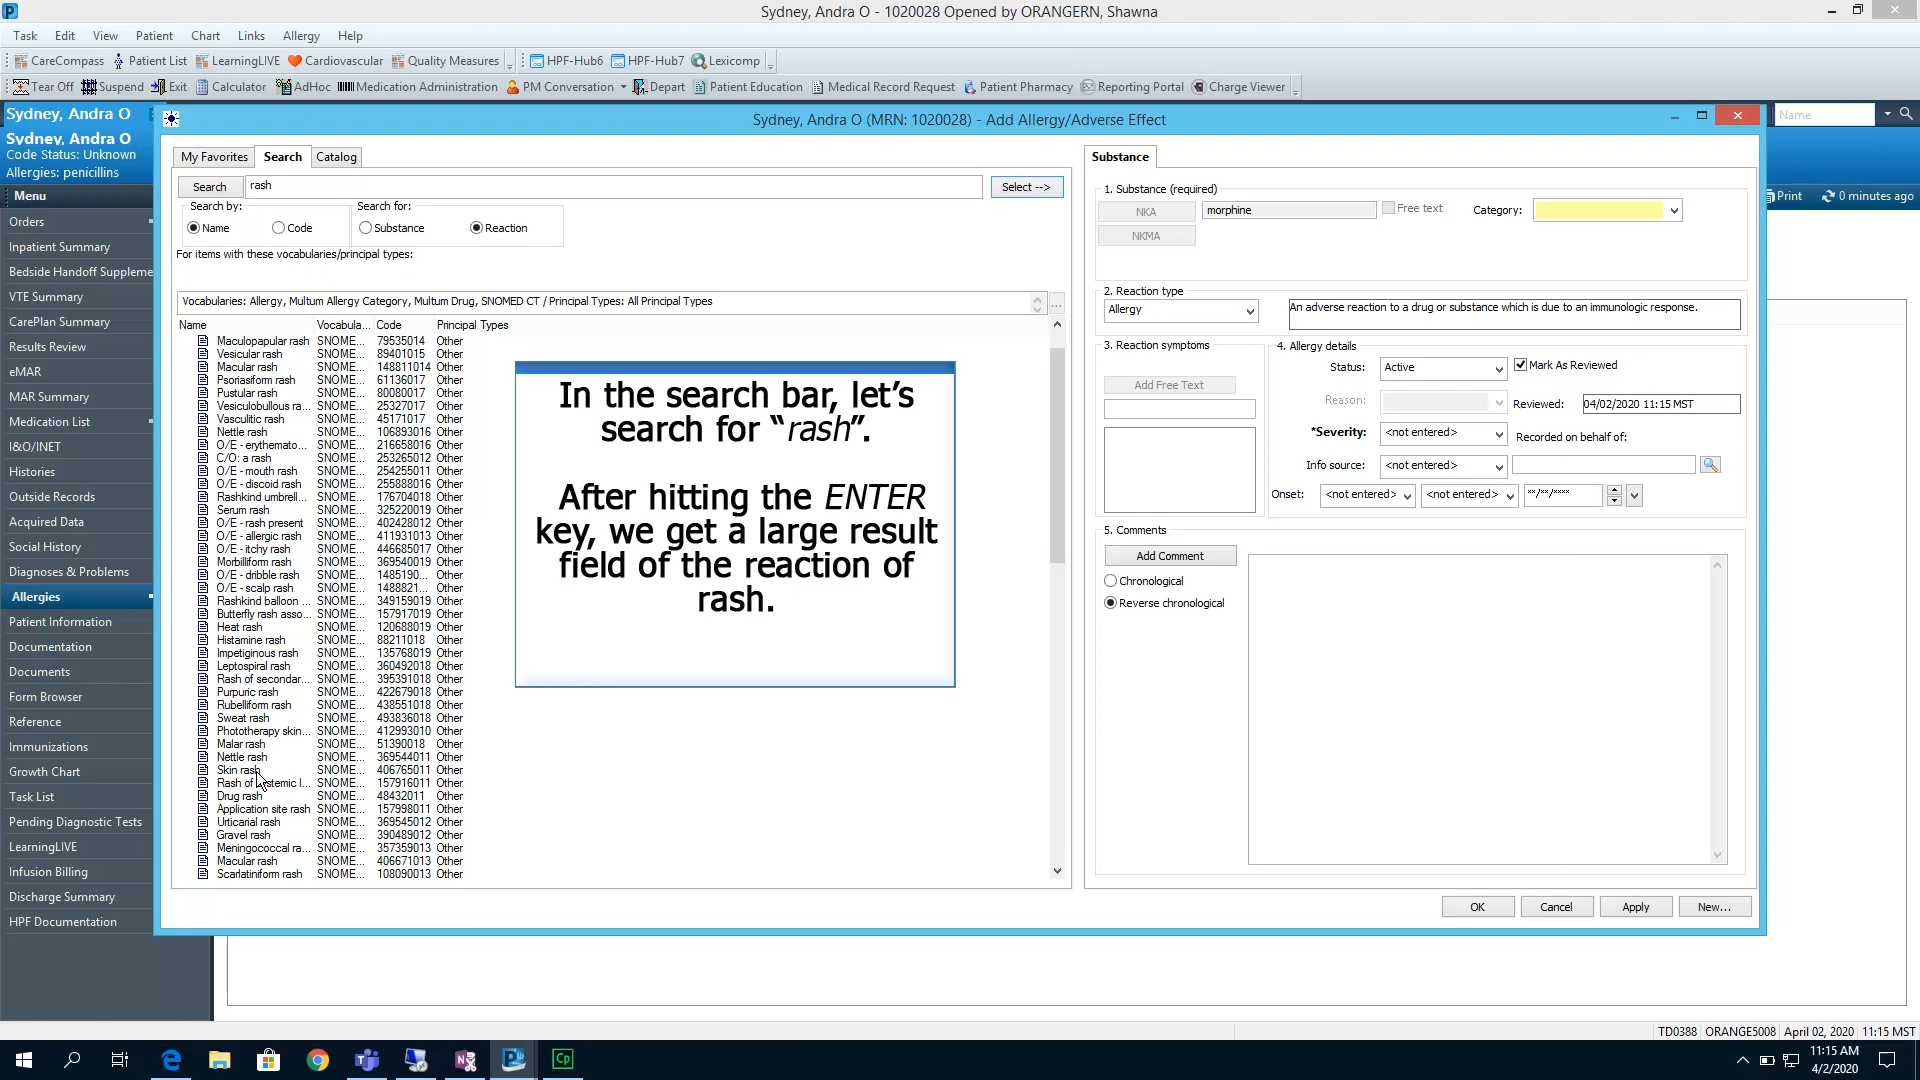 Sydney, Andra O - 1020028 Opened by ORANGERN, Shawna
Task Edit View Patient Chart Links Allergy Help
CareCompass Patient List LearningLIVE Cardiovascular Quality Measures HPF-Hub6 HPF-Hub7 Lexicomp
Tear Off Suspend Exit Calculator AdHoc Medication Administration PM Conversation Depart Patient Education Medical Record Request Patient Pharmacy Reporting Portal Charge Viewer
Sydney, Andra O
Sydney, Andra O
Code Status: Unknown
Allergies: penicillins
Name
Print 0 minutes ago
Menu
Orders
Inpatient Summary
Bedside Handoff Suppleme
VTE Summary
CarePlan Summary
Results Review
eMAR
MAR Summary
Medication List
I&O/INET
Histories
Outside Records
Acquired Data
Social History
Diagnoses & Problems
Allergies
Patient Information
Documentation
Documents
Form Browser
Reference
Immunizations
Growth Chart
Task List
Pending Diagnostic Tests
LearningLIVE
Infusion Billing
Discharge Summary
HPF Documentation
Sydney, Andra O (MRN: 1020028) - Add Allergy/Adverse Effect
My Favorites Search Catalog
Search rash Select -->
Search by: Search for:
Name Code Substance Reaction
For items with these vocabularies/principal types:
Vocabularies: Allergy, Multum Allergy Category, Multum Drug, SNOMED CT / Principal Types: All Principal Types ...
Name Vocabula... Code Principal Types
Maculopapular rash SNOME... 79535014 Other
Vesicular rash SNOME... 89401015 Other
Macular rash SNOME... 148811014 Other
Psoriasiform rash SNOME... 61136017 Other
Pustular rash SNOME... 80080017 Other
Vesiculobullous ra... SNOME... 25327017 Other
Vasculitic rash SNOME... 45171017 Other
Nettle rash SNOME... 106893016 Other
O/E - erythemato... SNOME... 216658016 Other
C/O: a rash SNOME... 253265012 Other
O/E - mouth rash SNOME... 254255011 Other
O/E - discoid rash SNOME... 255888016 Other
Rashkind umbrell... SNOME... 176704018 Other
Serum rash SNOME... 325220019 Other
O/E - rash present SNOME... 402428012 Other
O/E - allergic rash SNOME... 411931013 Other
O/E - itchy rash SNOME... 446685017 Other
Morbilliform rash SNOME... 369540019 Other
O/E - dribble rash SNOME... 1485190... Other
O/E - scalp rash SNOME... 1488821... Other
Rashkind balloon ... SNOME... 349159019 Other
Butterfly rash asso... SNOME... 157917019 Other
Heat rash SNOME... 120688019 Other
Histamine rash SNOME... 88211018 Other
Impetiginous rash SNOME... 135768019 Other
Leptospiral rash SNOME... 360492018 Other
Rash of secondar... SNOME... 395391018 Other
Purpuric rash SNOME... 422679018 Other
Rubelliform rash SNOME... 438551018 Other
Sweat rash SNOME... 493836018 Other
Phototherapy skin... SNOME... 412993010 Other
Malar rash SNOME... 51390018 Other
Nettle rash SNOME... 369544011 Other
Skin rash SNOME... 406765011 Other
Rash of systemic l... SNOME... 157916011 Other
Drug rash SNOME... 48432011 Other
Application site rash SNOME... 157998011 Other
Urticarial rash SNOME... 369545012 Other
Gravel rash SNOME... 390489012 Other
Meningococcal ra... SNOME... 357359013 Other
Macular rash SNOME... 406671013 Other
Scarlatiniform rash SNOME... 108090013 Other
In the search bar, let’s
search for “rash”.
After hitting the ENTER
key, we get a large result
field of the reaction of
rash.
Substance
1. Substance (required)
NKA morphine Free text Category:
NKMA
2. Reaction type
Allergy An adverse reaction to a drug or substance which is due to an immunologic response.
3. Reaction symptoms
Add Free Text
4. Allergy details
Status: Active Mark As Reviewed
Reason: Reviewed: 04/02/2020 11:15 MST
*Severity: <not entered> Recorded on behalf of:
Info source: <not entered>
Onset: <not entered> <not entered> **/**/****
5. Comments
Add Comment
Chronological
Reverse chronological
OK Cancel Apply New...
TD0388 ORANGE5008 April 02, 2020 11:15 MST
11:15 AM
4/2/2020